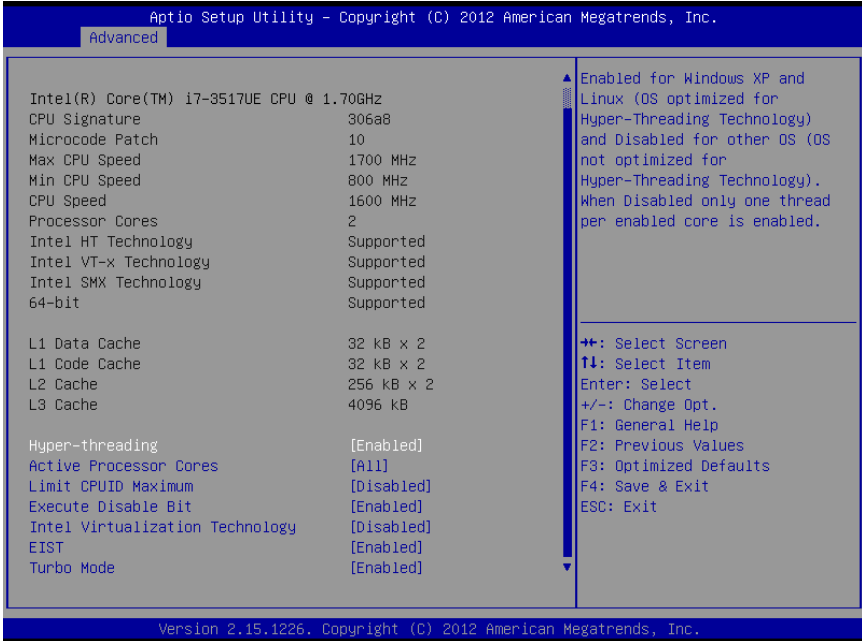 Aptio Setup Utility – Copyright (C) 2012 American Megatrends, Inc.
Advanced
Intel(R) Core(TM) i7-3517UE CPU @ 1.70GHz
CPU Signature 306a8
Microcode Patch 10
Max CPU Speed 1700 MHz
Min CPU Speed 800 MHz
CPU Speed 1600 MHz
Processor Cores 2
Intel HT Technology Supported
Intel VT-x Technology Supported
Intel SMX Technology Supported
64-bit Supported
L1 Data Cache 32 kB x 2
L1 Code Cache 32 kB x 2
L2 Cache 256 kB x 2
L3 Cache 4096 kB
Hyper-threading [Enabled]
Active Processor Cores [All]
Limit CPUID Maximum [Disabled]
Execute Disable Bit [Enabled]
Intel Virtualization Technology [Disabled]
EIST [Enabled]
Turbo Mode [Enabled]
Enabled for Windows XP and
Linux (OS optimized for
Hyper-Threading Technology)
and Disabled for other OS (OS
not optimized for
Hyper-Threading Technology).
When Disabled only one thread
per enabled core is enabled.
→←: Select Screen
↑↓: Select Item
Enter: Select
+/-: Change Opt.
F1: General Help
F2: Previous Values
F3: Optimized Defaults
F4: Save & Exit
ESC: Exit
Version 2.15.1226. Copyright (C) 2012 American Megatrends, Inc.